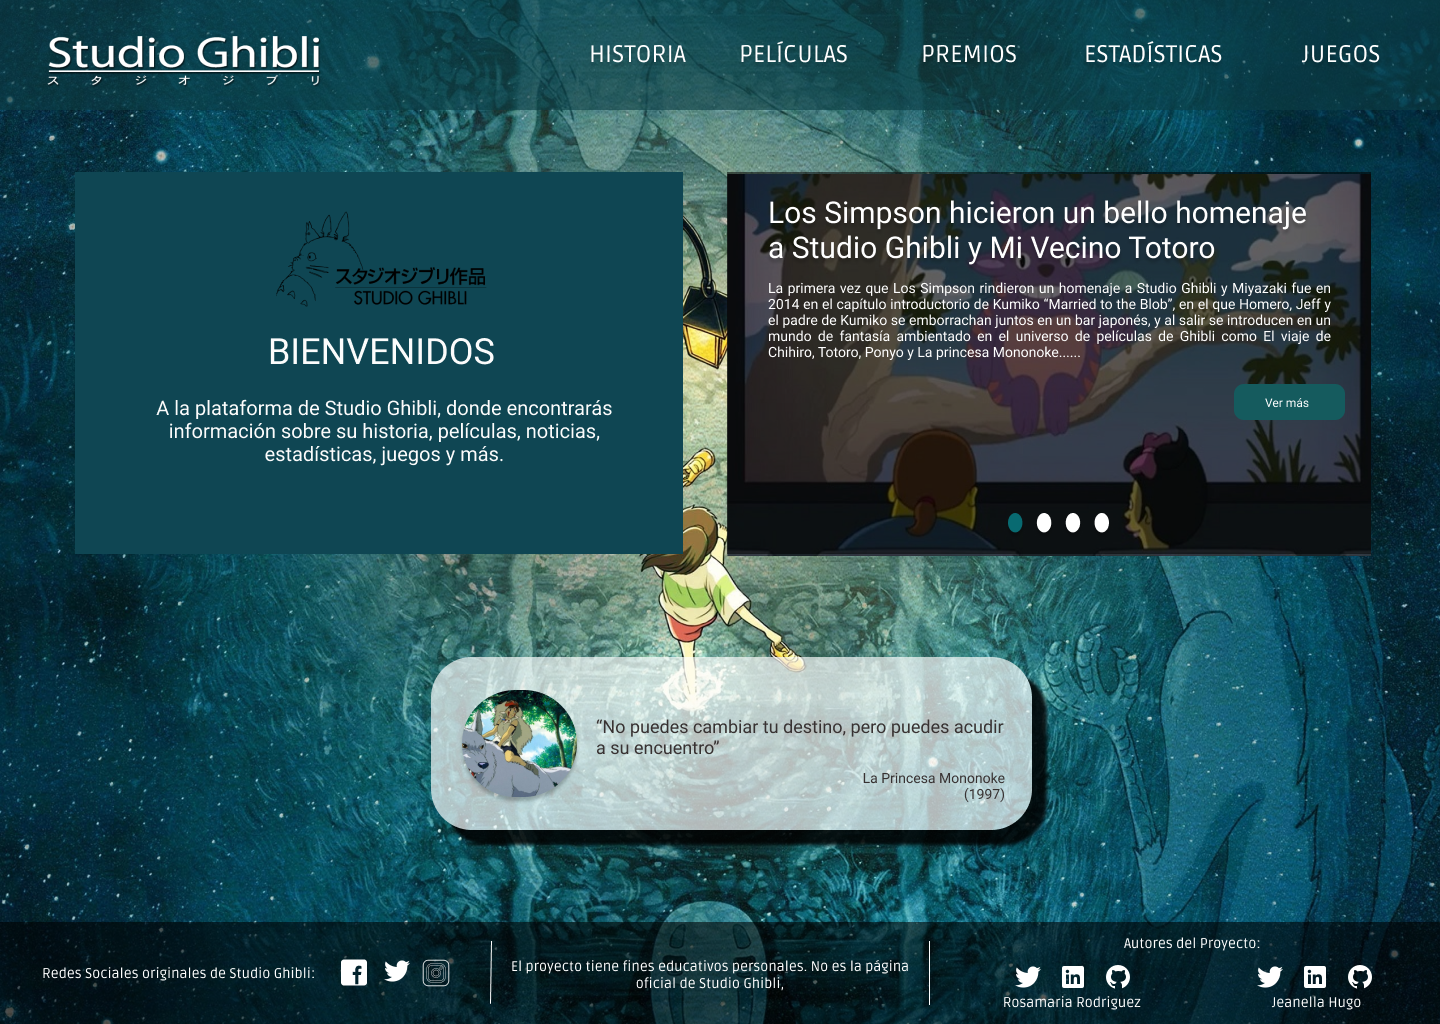 Studio Ghibli
スタジオジブリ
HISTORIA
PELÍCULAS
PREMIOS
ESTADÍSTICAS
JUEGOS
スタジオジブリ作品
STUDIO GHIBLI
BIENVENIDOS
A la plataforma de Studio Ghibli, donde encontrarás
información sobre su historia, películas, noticias,
estadísticas, juegos y más.
Los Simpson hicieron un bello homenaje
a Studio Ghibli y Mi Vecino Totoro
La primera vez que Los Simpson rindieron un homenaje a Studio Ghibli y Miyazaki fue en
2014 en el capítulo introductorio de Kumiko “Married to the Blob”, en el que Homero, Jeff y
el padre de Kumiko se emborrachan juntos en un bar japonés, y al salir se introducen en un
mundo de fantasía ambientado en el universo de películas de Ghibli como El viaje de
Chihiro, Totoro, Ponyo y La princesa Mononoke......
Ver más
“No puedes cambiar tu destino, pero puedes acudir
a su encuentro”
La Princesa Mononoke
(1997)
Redes Sociales originales de Studio Ghibli:
El proyecto tiene fines educativos personales. No es la página
oficial de Studio Ghibli,
Autores del Proyecto:
Rosamaria Rodriguez
Jeanella Hugo